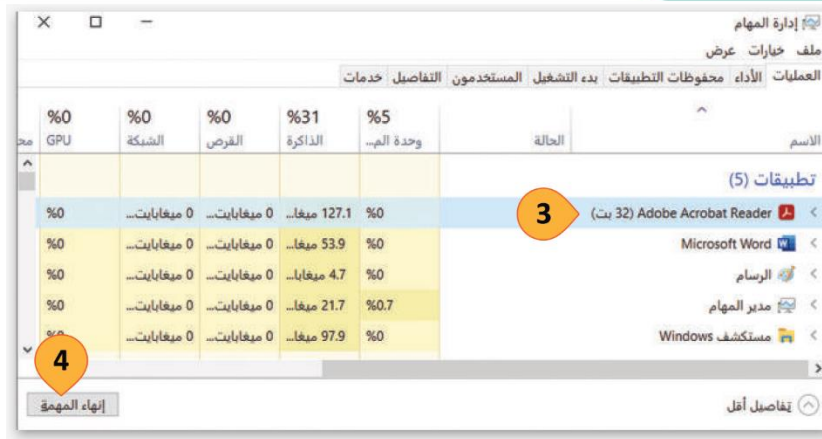 إدارة المهام
ملف خيارات عرض
العمليات الأداء محفوظات التطبيقات بدء التشغيل المستخدمون التفاصيل خدمات
%5 %31 %0 %0 %0
الاسم الحالة وحدة الم... الذاكرة القرص الشبكة GPU مح
تطبيقات (5)
Adobe Acrobat Reader (32 بت) 3 %0 127.1 ميغا... 0 ميغابايت... 0 ميغابايت... %0
Microsoft Word %0 53.9 ميغا... 0 ميغابايت... 0 ميغابايت... %0
الرسام %0 4.7 ميغابا... 0 ميغابايت... 0 ميغابايت... %0
مدير المهام %0.7 21.7 ميغا... 0 ميغابايت... 0 ميغابايت... %0
مستكشف Windows %0 97.9 ميغا... 0 ميغابايت... 0 ميغابايت...
4
تفاصيل أقل إنهاء المهمة